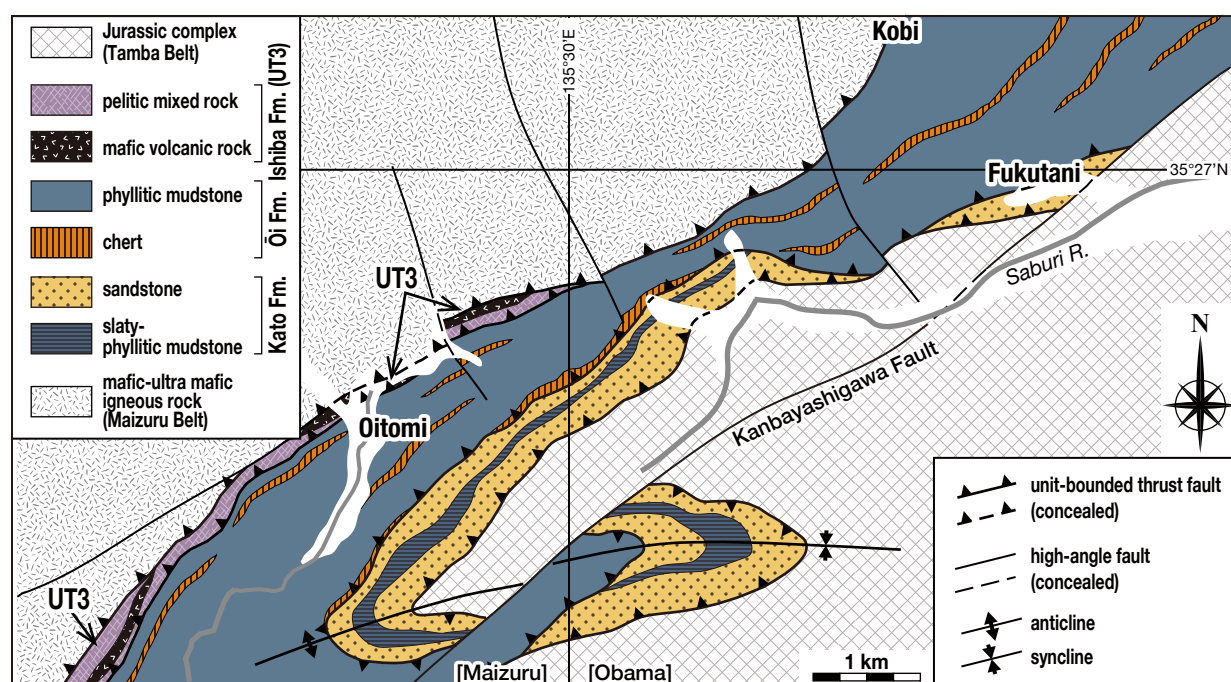 Jurassic complex
(Tamba Belt)
pelitic mixed rock
mafic volcanic rock
Ishiba Fm. (UT3)
phyllitic mudstone
chert
Ōi Fm.
sandstone
slaty-
phyllitic mudstone
Kato Fm.
mafic-ultra mafic
igneous rock
(Maizuru Belt)
135°30'E
Kobi
35°27'N
Fukutani
Saburi R.
UT3
Oitomi
Kanbayashigawa Fault
N
UT3
[Maizuru]
[Obama]
1 km
unit-bounded thrust fault
(concealed)
high-angle fault
(concealed)
anticline
syncline